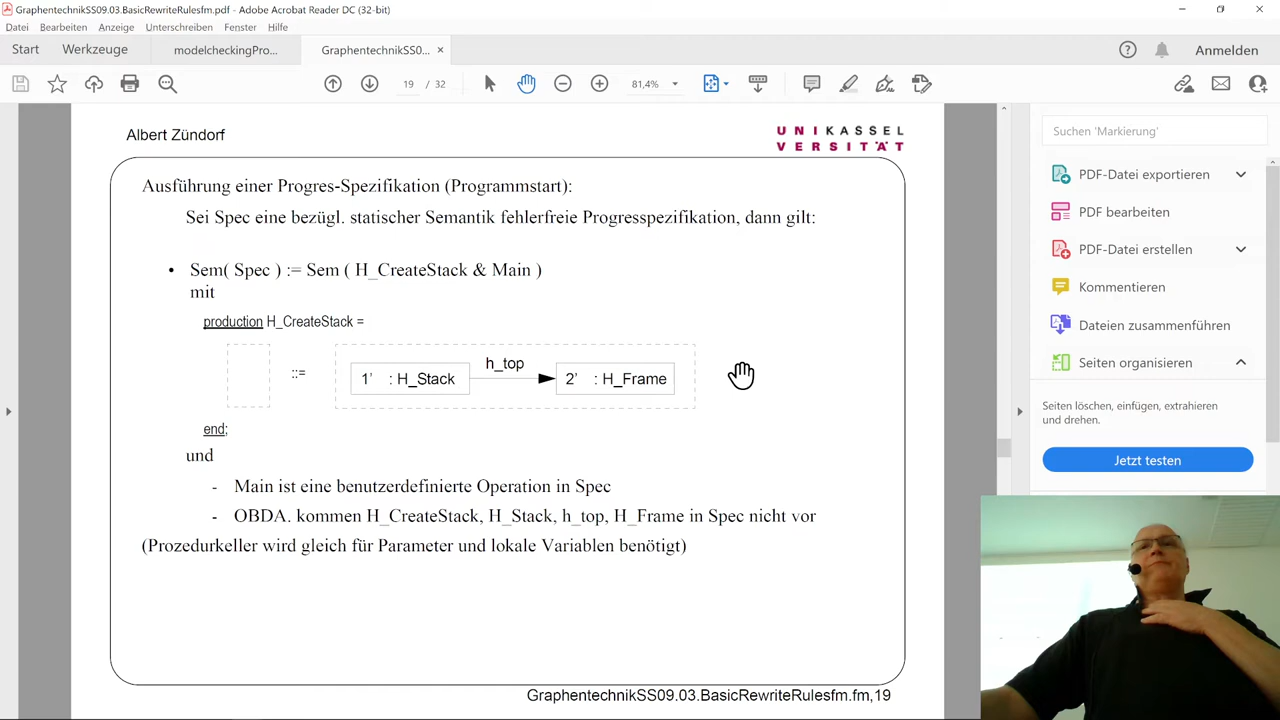 GraphentechnikSS09.03.BasicRewriteRulesfm.pdf - Adobe Acrobat Reader DC (32-bit)
Datei Bearbeiten Anzeige Unterschreiben Fenster Hilfe
Start Werkzeuge modelcheckingPro... GraphentechnikSS0... × Anmelden
19 / 32 81,4%
Albert Zündorf
UNIKASSEL
VERSITÄT
Ausführung einer Progres-Spezifikation (Programmstart):
Sei Spec eine bezügl. statischer Semantik fehlerfreie Progresspezifikation, dann gilt:
• Sem( Spec ) := Sem ( H_CreateStack & Main )
mit
production H_CreateStack =
::= 1' : H_Stack h_top 2' : H_Frame
end;
und
- Main ist eine benutzerdefinierte Operation in Spec
- OBDA. kommen H_CreateStack, H_Stack, h_top, H_Frame in Spec nicht vor
(Prozedurkeller wird gleich für Parameter und lokale Variablen benötigt)
GraphentechnikSS09.03.BasicRewriteRulesfm.fm,19
Suchen 'Markierung'
PDF-Datei exportieren
PDF bearbeiten
PDF-Datei erstellen
Kommentieren
Dateien zusammenführen
Seiten organisieren
Seiten löschen, einfügen, extrahieren
und drehen.
Jetzt testen